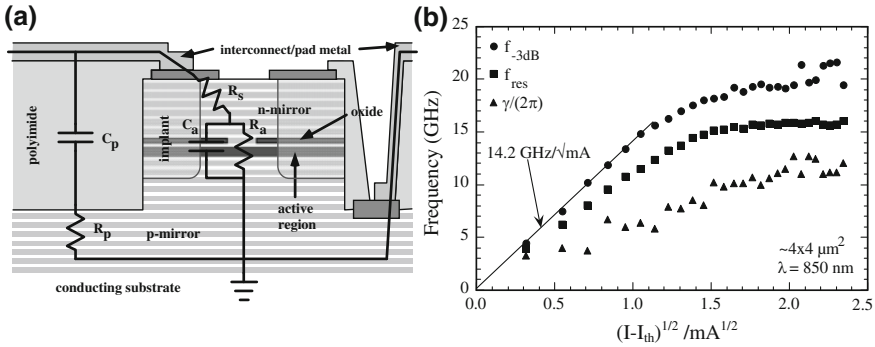 (a)
interconnect/pad metal
R_s
n-mirror
oxide
polyimide
C_p
implant
C_a
R_a
active
region
R_p
p-mirror
conducting substrate
(b)
25
20
15
10
5
0
Frequency (GHz)
f_-3dB
f_res
γ/(2π)
14.2 GHz/√mA
~4x4 μm²
λ = 850 nm
0.0
0.5
1.0
1.5
2.0
2.5
(I-I_th)^1/2 /mA^1/2